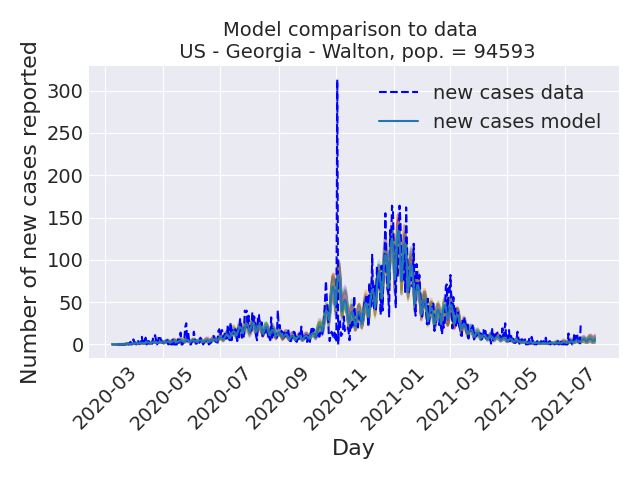 Model comparison to data
US - Georgia - Walton, pop. = 94593
Number of new cases reported
300
250
200
150
100
50
0
new cases data
new cases model
2020-03
2020-05
2020-07
2020-09
2020-11
2021-01
2021-03
2021-05
2021-07
Day